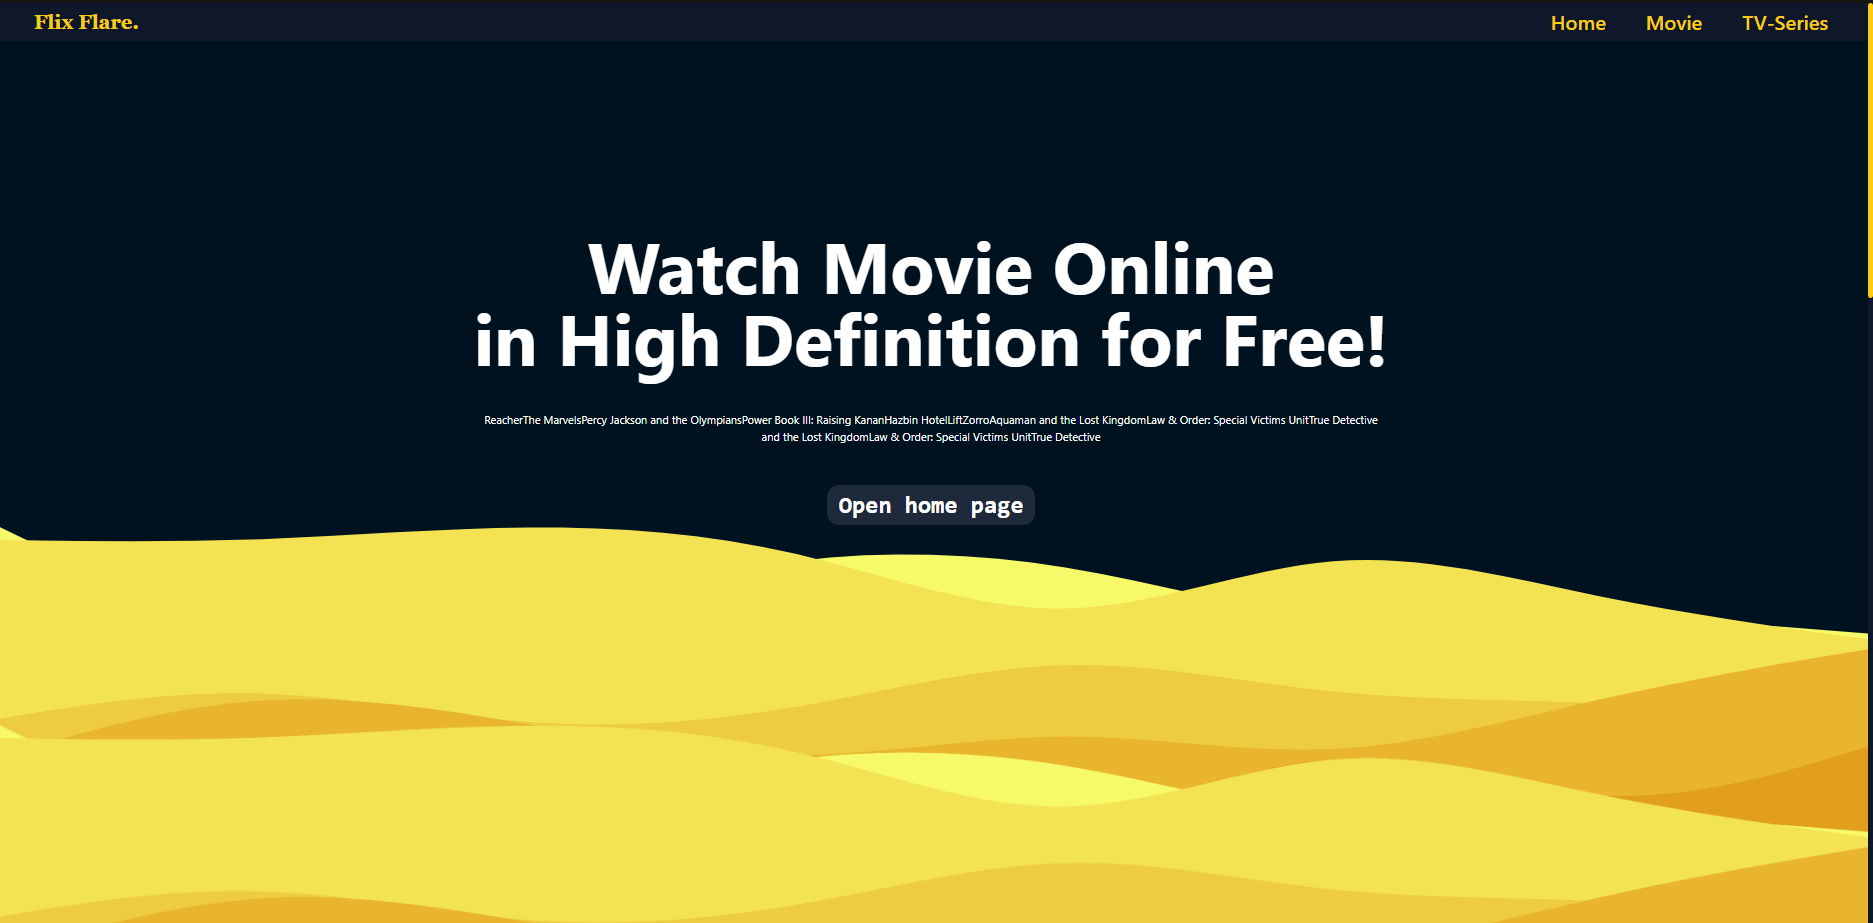 Flix Flare.
Home Movie TV-Series
Watch Movie Online
in High Definition for Free!
ReacherThe MarvelsPercy Jackson and the OlympiansPower Book III: Raising KananHazbin HotelLiftZorroAquaman and the Lost KingdomLaw & Order: Special Victims UnitTrue Detective
and the Lost KingdomLaw & Order: Special Victims UnitTrue Detective
Open home page